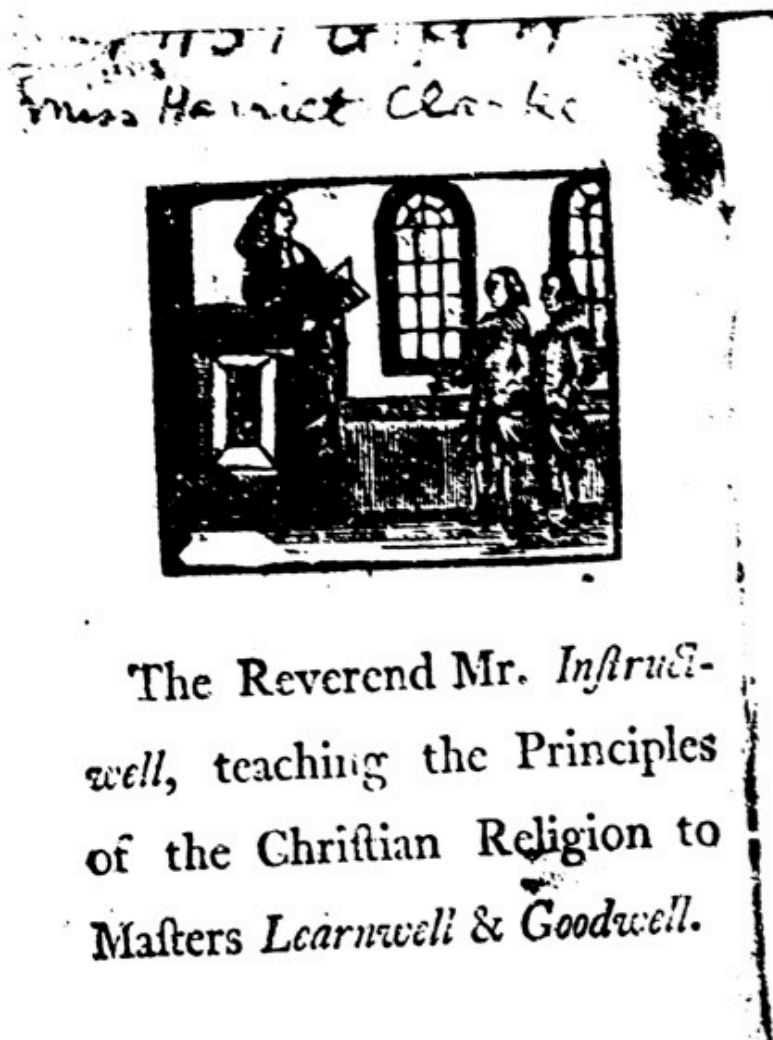 miss Harriet Clarke
The Reverend Mr. Inſtruct-
well, teaching the Principles
of the Chriſtian Religion to
Maſters Learnwell & Goodwell.